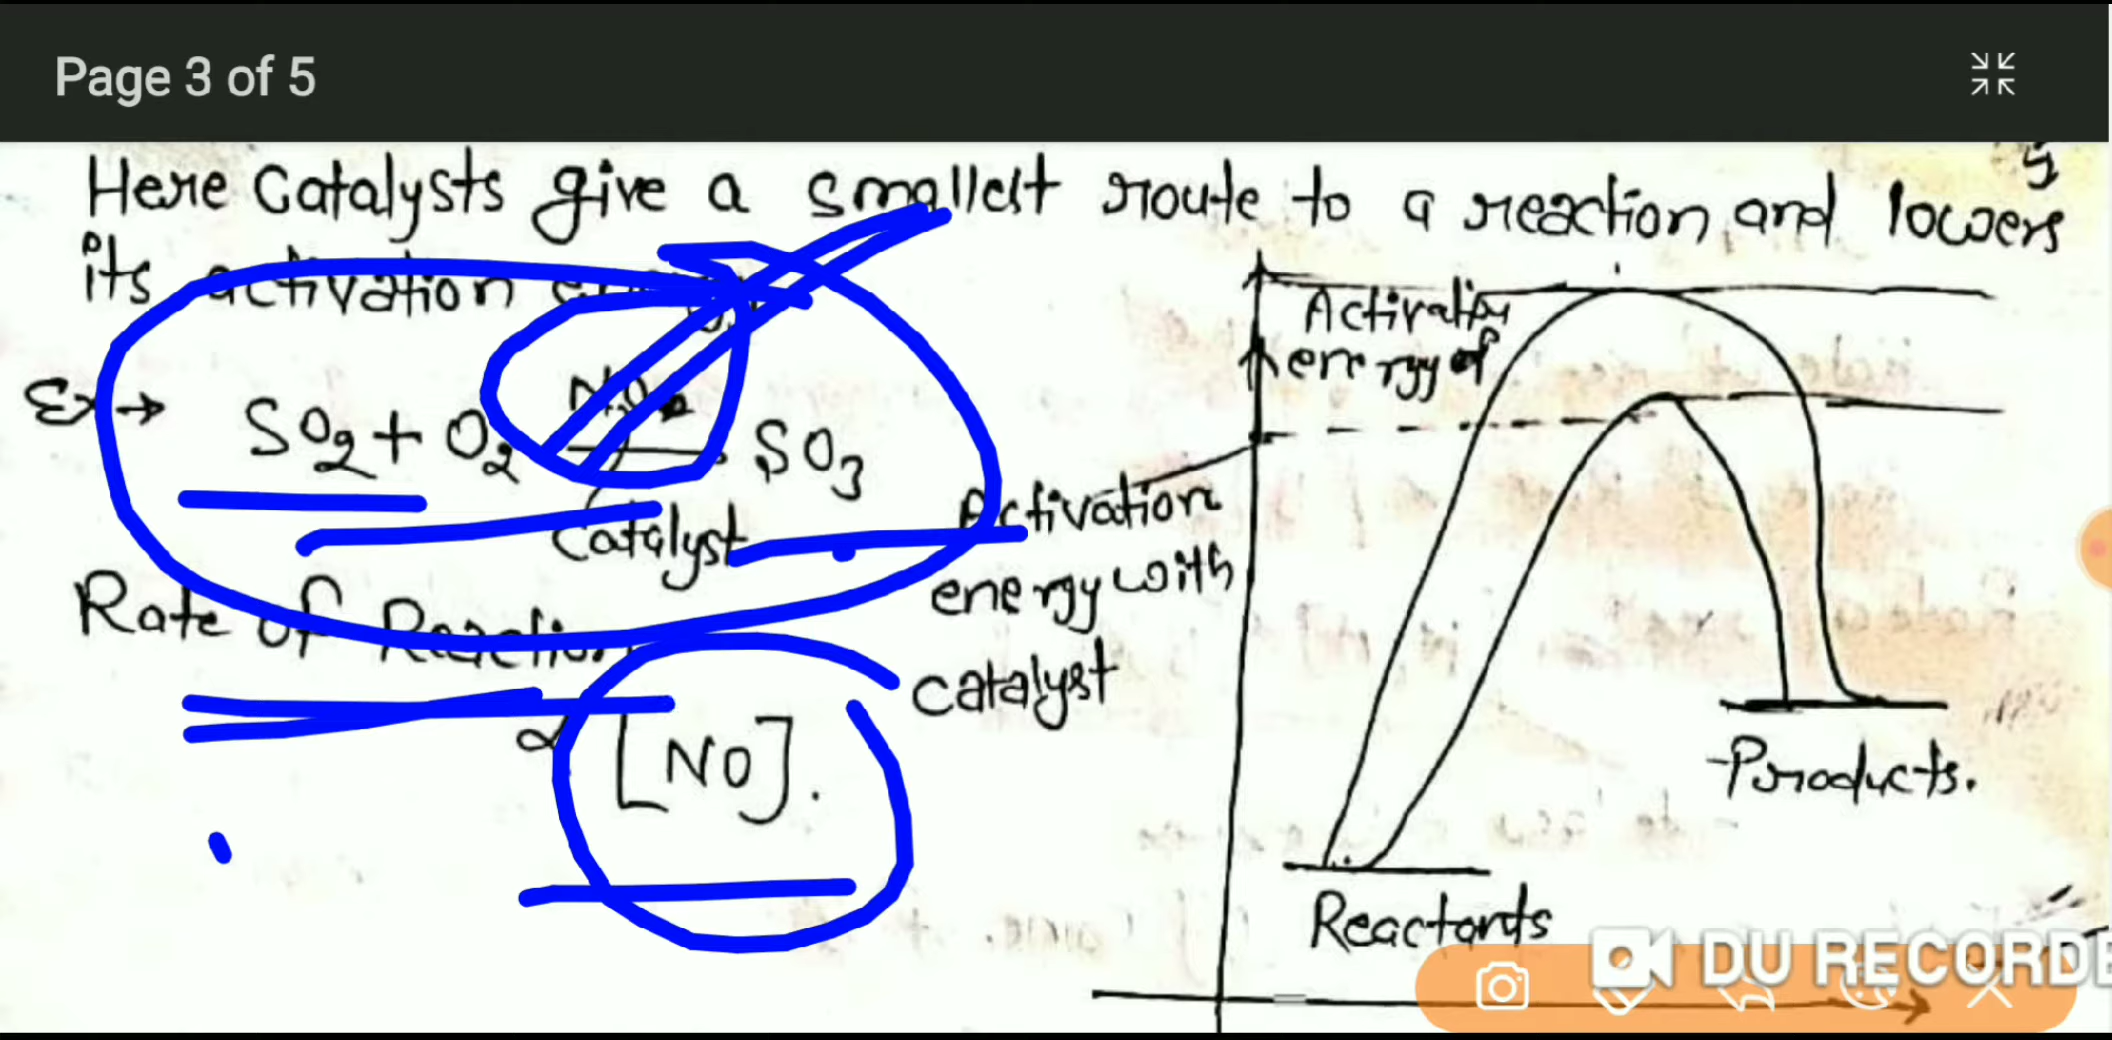 Page 3 of 5
Here Catalysts give a smallest route to a reaction, and lowers
its activation
Ex→ SO2 + O2 SO3
Catalyst
Rate of Reaction
α [NO].
Activation
energy of
Activation
energy with
catalyst
Products.
Reactants
DU RECORDE